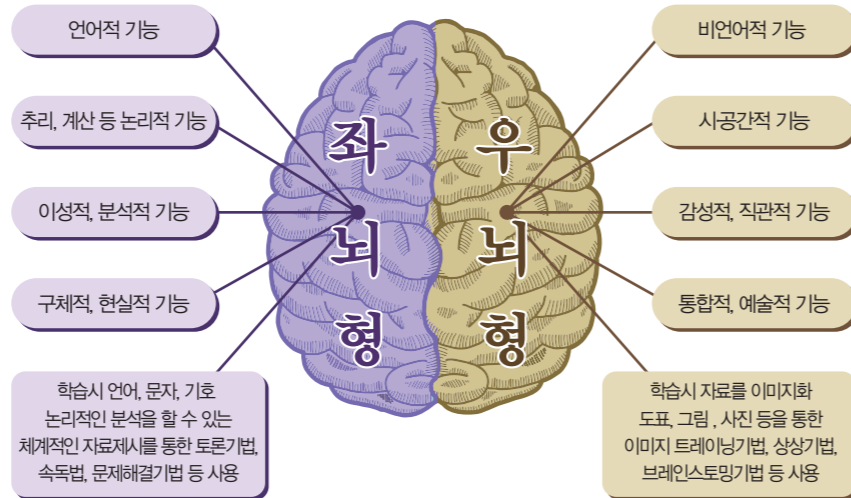 언어적 기능
추리, 계산 등 논리적 기능
이성적, 분석적 기능
구체적, 현실적 기능
학습시 언어, 문자, 기호
논리적인 분석을 할 수 있는
체계적인 자료제시를 통한 토론기법,
속독법, 문제해결기법 등 사용
좌
뇌
형
우
뇌
형
비언어적 기능
시·공간적 기능
감성적, 직관적 기능
통합적, 예술적 기능
학습시 자료를 이미지화
도표, 그림 , 사진 등을 통한
이미지 트레이닝기법, 상상기법,
브레인스토밍기법 등 사용